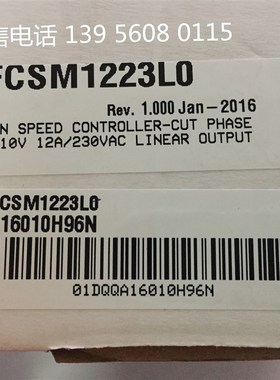 信电话 139 5608 0115
FCSM1223L0
Rev. 1.000 Jan-2016
N SPEED CONTROLLER-CUT PHASE
10V 12A/230VAC LINEAR OUTPUT
CSM1223L0
16010H96N
01DQQA16010H96N